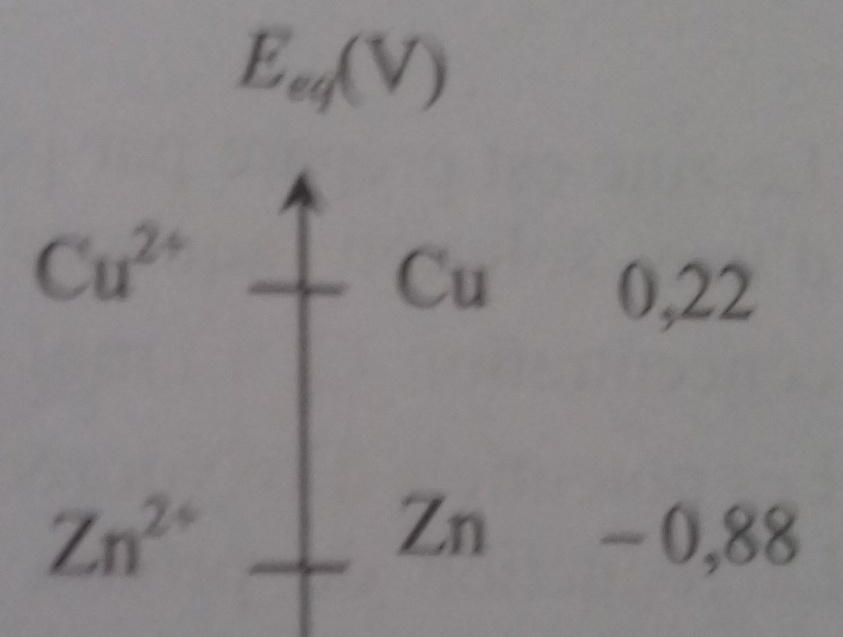 E_eq(V)
Cu²⁺ Cu 0,22
Zn²⁺ Zn −0,88